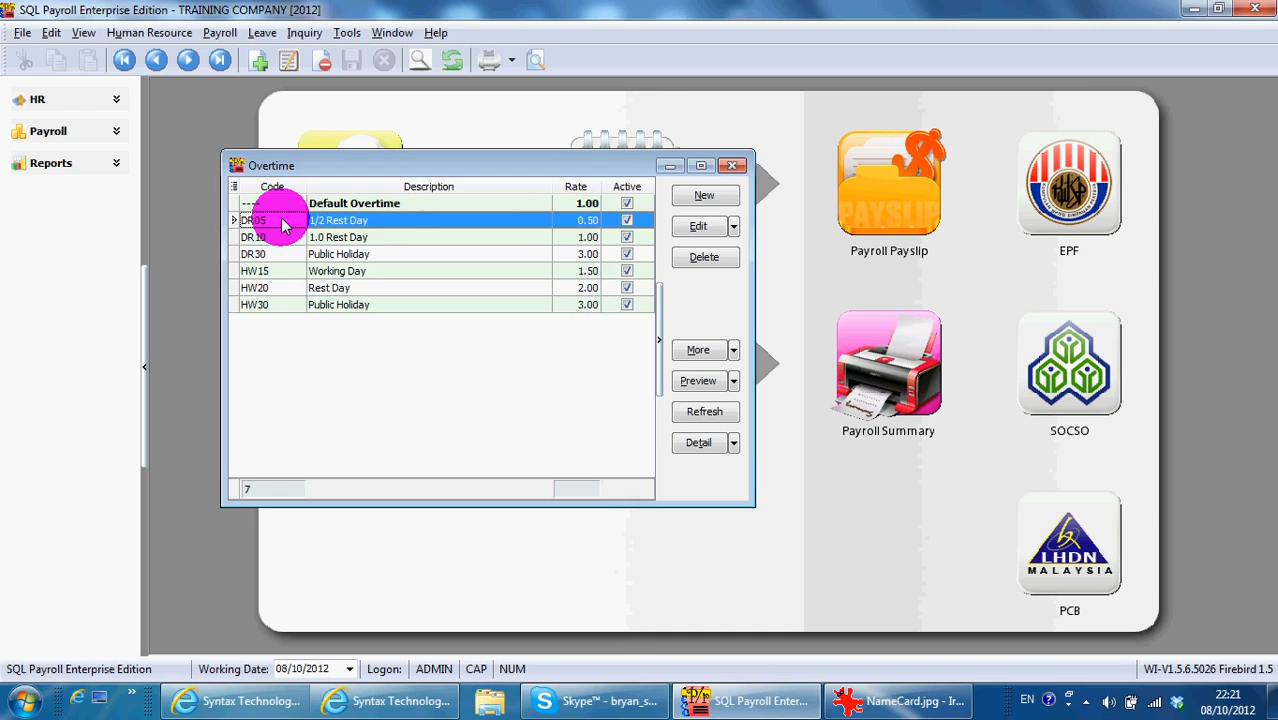 SQL Payroll Enterprise Edition - TRAINING COMPANY [2012]
File Edit View Human Resource Payroll Leave Inquiry Tools Window Help
HR
Payroll
Reports
Overtime
Code Description Rate Active
---- Default Overtime 1.00
DR05 1/2 Rest Day 0.50
DR10 1.0 Rest Day 1.00
DR30 Public Holiday 3.00
HW15 Working Day 1.50
HW20 Rest Day 2.00
HW30 Public Holiday 3.00
7
New
Edit
Delete
More
Preview
Refresh
Detail
PAYSLIP
Payroll Payslip
EPF
Payroll Summary
SOCSO
LHDN
MALAYSIA
PCB
SQL Payroll Enterprise Edition Working Date: 08/10/2012 Logon: ADMIN CAP NUM WI-V1.5.6.5026 Firebird 1.5
Syntax Technolog... Syntax Technolog... Skype™ - bryan_s... SQL Payroll Enter... NameCard.jpg - Ir... EN 22:21
08/10/2012